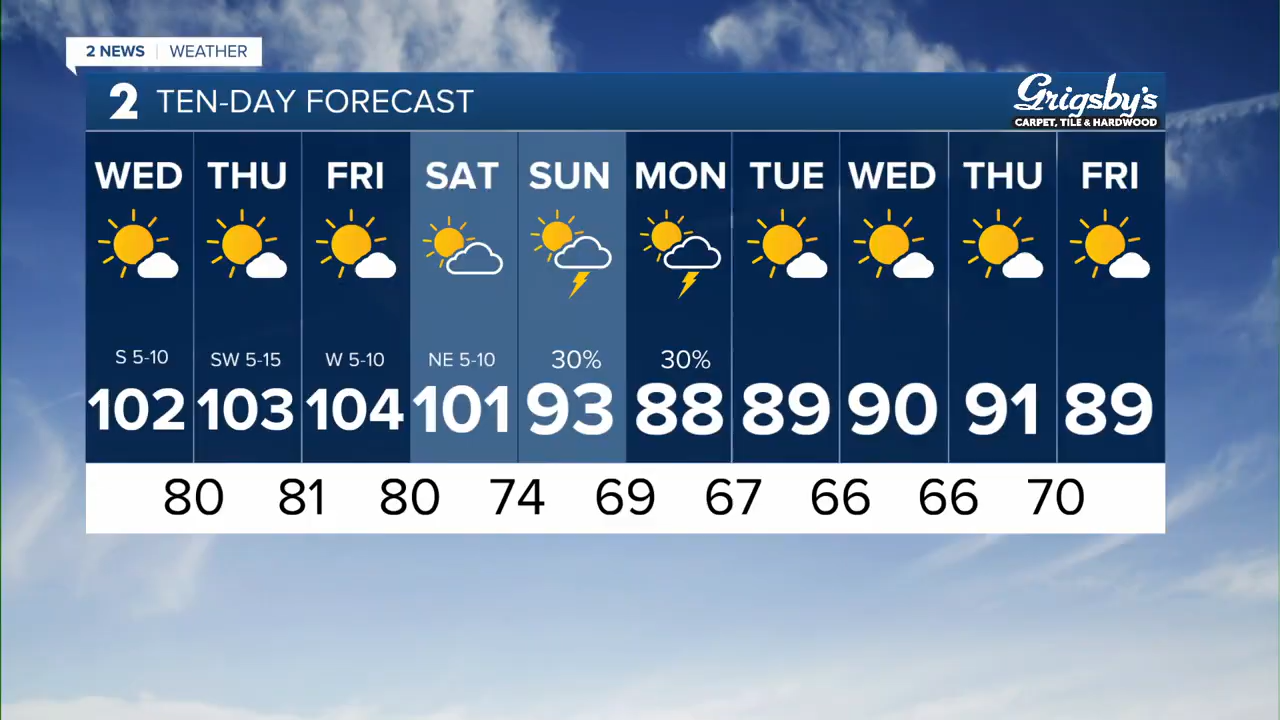 2 NEWS | WEATHER
2 TEN-DAY FORECAST
Grigsby's
CARPET, TILE & HARDWOOD
WED THU FRI SAT SUN MON TUE WED THU FRI
S 5-10 SW 5-15 W 5-10 NE 5-10 30% 30%
102 103 104 101 93 88 89 90 91 89
80 81 80 74 69 67 66 66 70